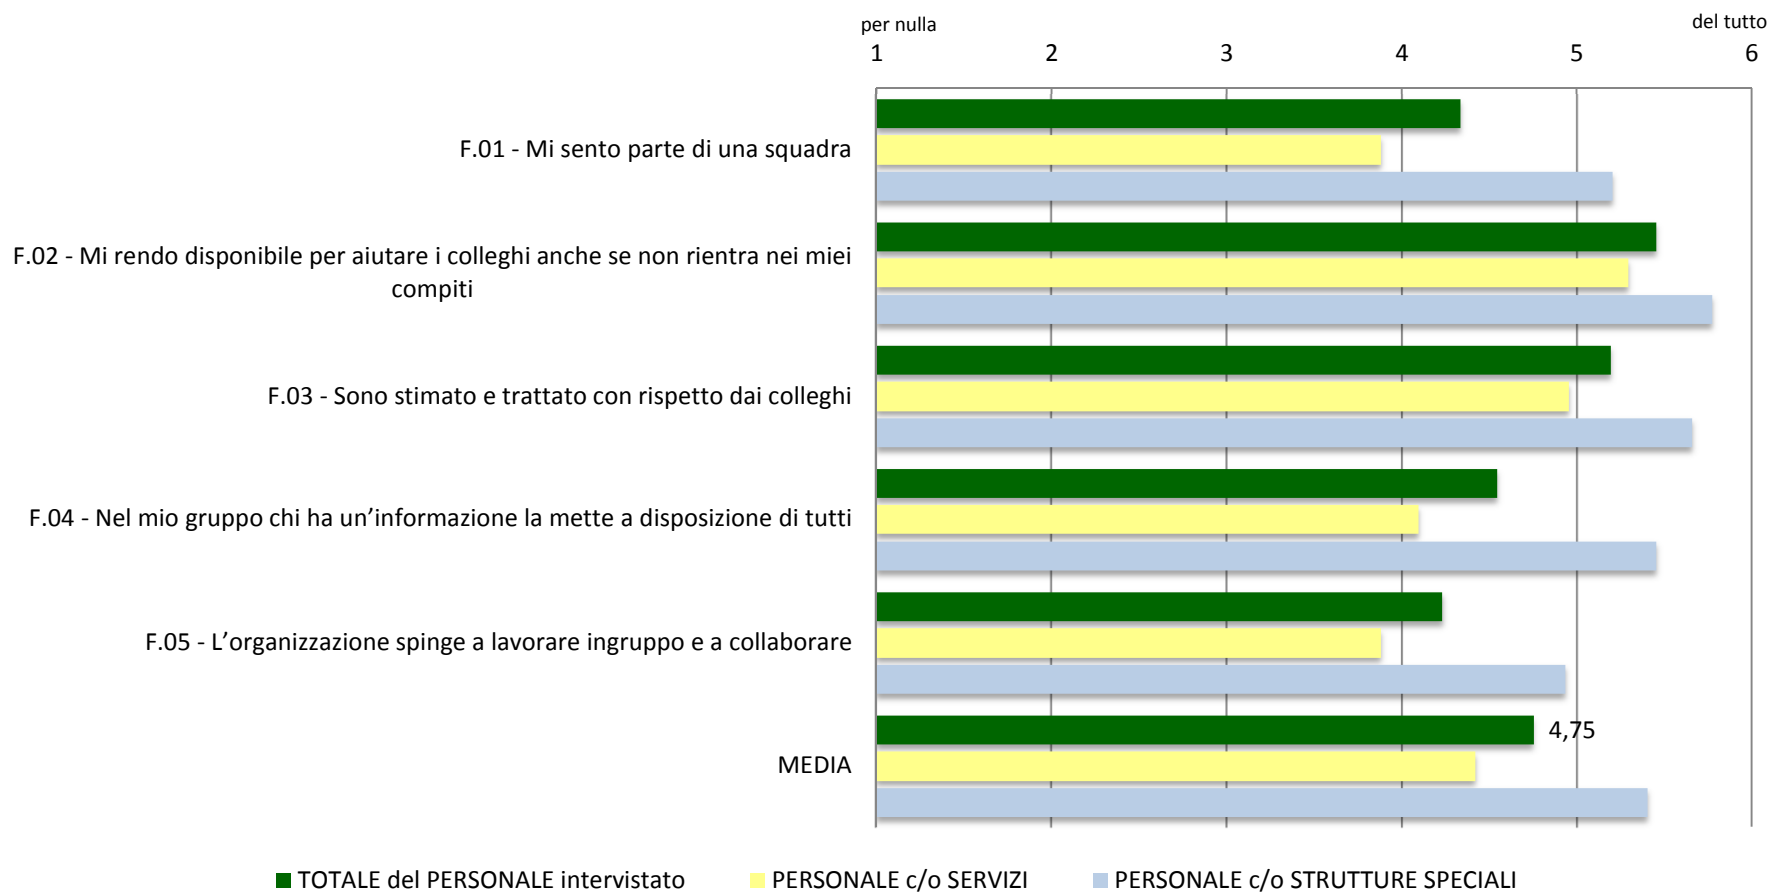 per nulla
del tutto
1 2 3 4 5 6
F.01 - Mi sento parte di una squadra
F.02 - Mi rendo disponibile per aiutare i colleghi anche se non rientra nei miei
compiti
F.03 - Sono stimato e trattato con rispetto dai colleghi
F.04 - Nel mio gruppo chi ha un’informazione la mette a disposizione di tutti
F.05 - L’organizzazione spinge a lavorare ingruppo e a collaborare
4,75
MEDIA
TOTALE del PERSONALE intervistato PERSONALE c/o SERVIZI PERSONALE c/o STRUTTURE SPECIALI